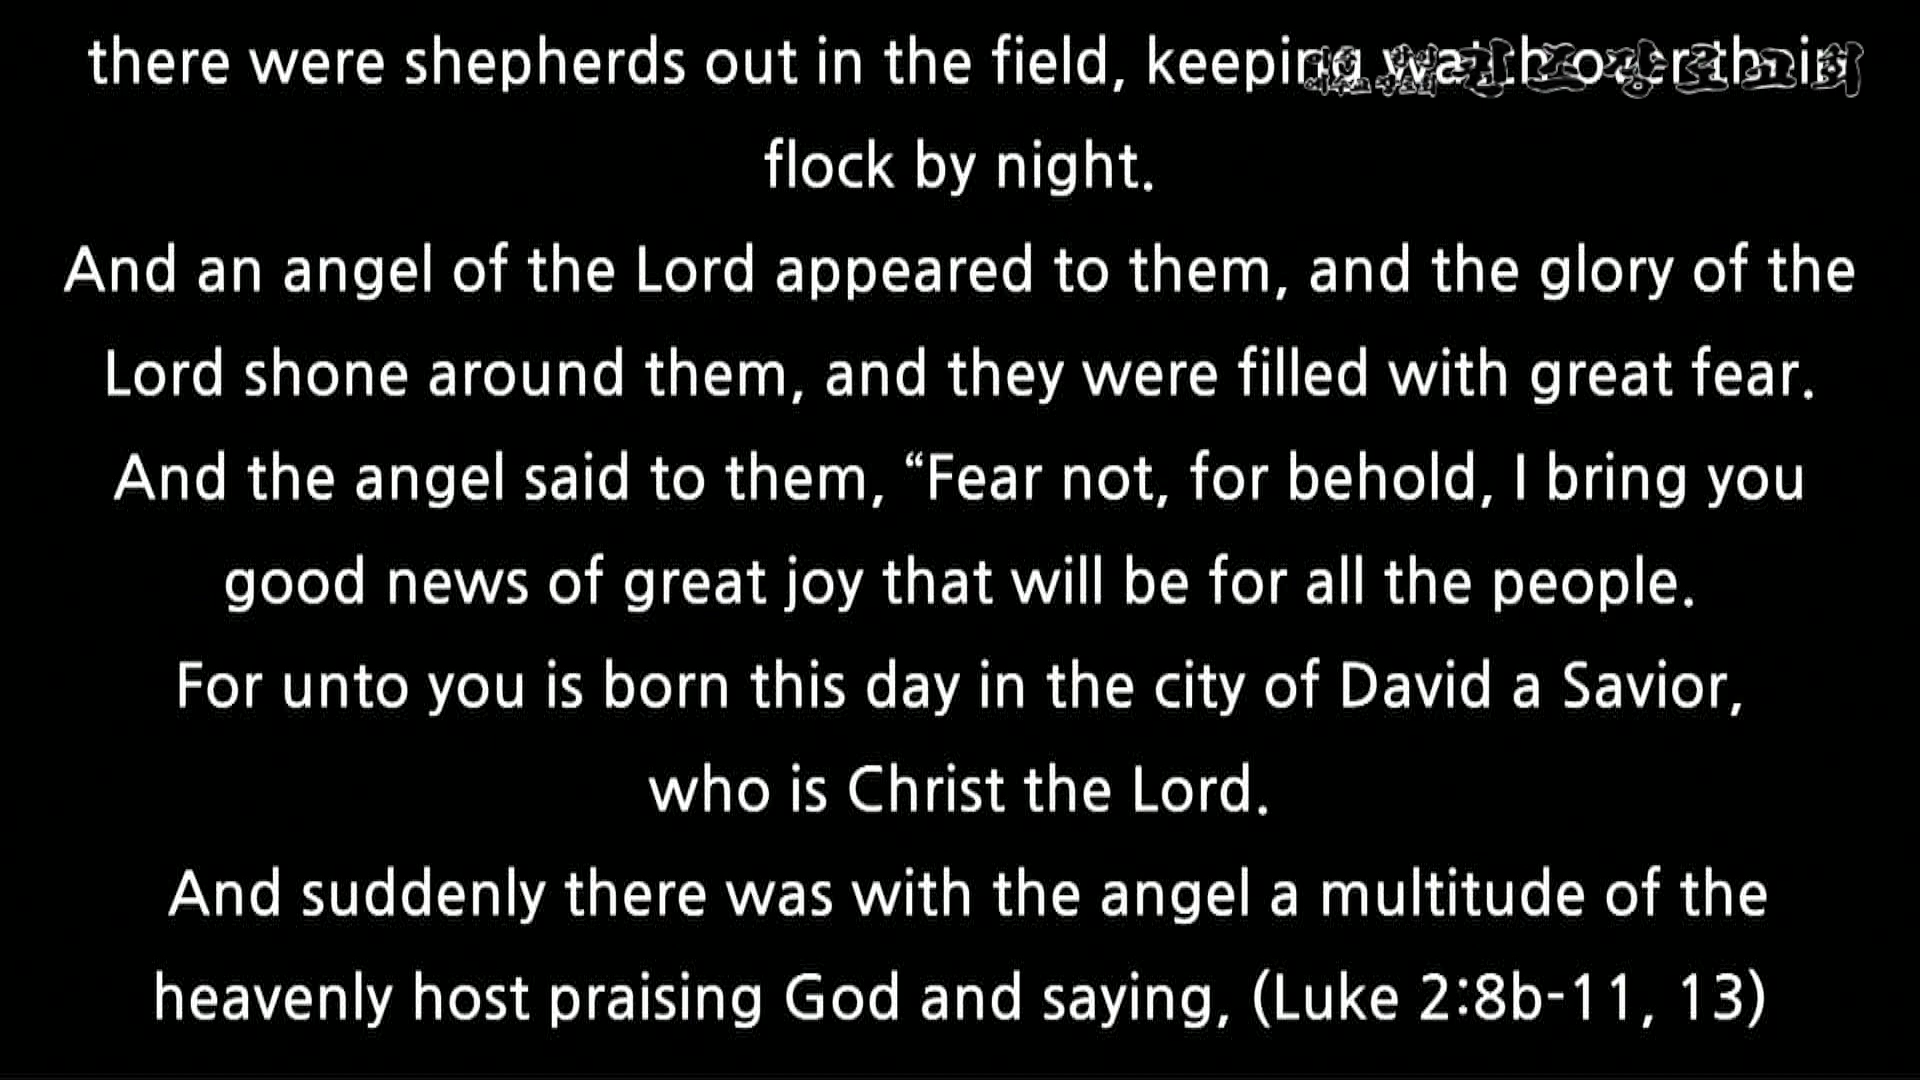 there were shepherds out in the field, keeping watch over their
flock by night.
And an angel of the Lord appeared to them, and the glory of the
Lord shone around them, and they were filled with great fear.
And the angel said to them, “Fear not, for behold, I bring you
good news of great joy that will be for all the people.
For unto you is born this day in the city of David a Savior,
who is Christ the Lord.
And suddenly there was with the angel a multitude of the
heavenly host praising God and saying, (Luke 2:8b-11, 13)